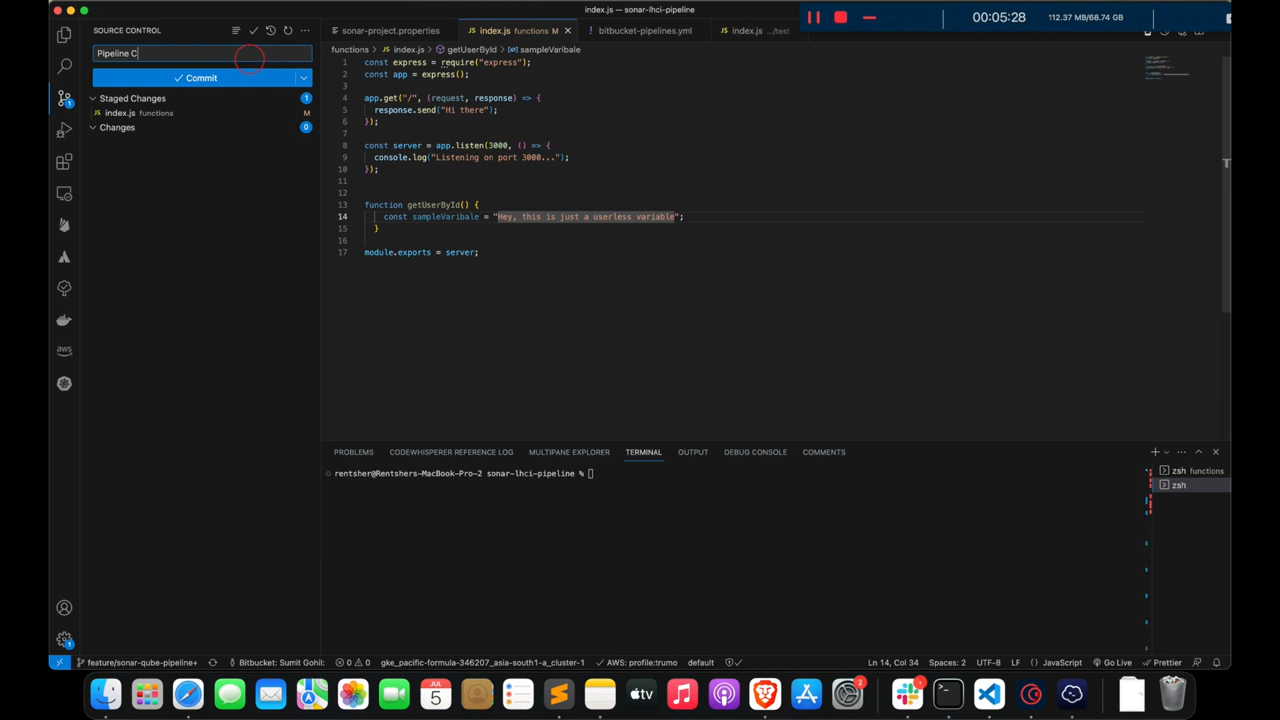 index.js — sonar-lhci-pipeline
00:05:28
112.37 MB/68.74 GB
SOURCE CONTROL
Pipeline C
Commit
Staged Changes
1
index.js functions
M
Changes
0
sonar-project.properties
index.js functions M
! bitbucket-pipelines.yml
index.js .../test
functions > index.js > getUserById > sampleVaribale
1 const express = require("express");
2 const app = express();
3
4 app.get("/", (request, response) => {
5 response.send("Hi there");
6 });
7
8 const server = app.listen(3000, () => {
9 console.log("Listening on port 3000...");
10 });
11
12
13 function getUserById() {
14 const sampleVaribale = "Hey, this is just a userless variable";
15 }
16
17 module.exports = server;
PROBLEMS CODEWHISPERER REFERENCE LOG MULTIPANE EXPLORER TERMINAL OUTPUT DEBUG CONSOLE COMMENTS
rentsher@Rentshers-MacBook-Pro-2 sonar-lhci-pipeline %
zsh functions
zsh
1
aws
1
feature/sonar-qube-pipeline+ Bitbucket: Sumit Gohil: 0 0 gke_pacific-formula-346207_asia-south1-a_cluster-1 AWS: profile:trumo default Ln 14, Col 34 Spaces: 2 UTF-8 LF {} JavaScript Go Live Prettier
JUL
5
tv
2